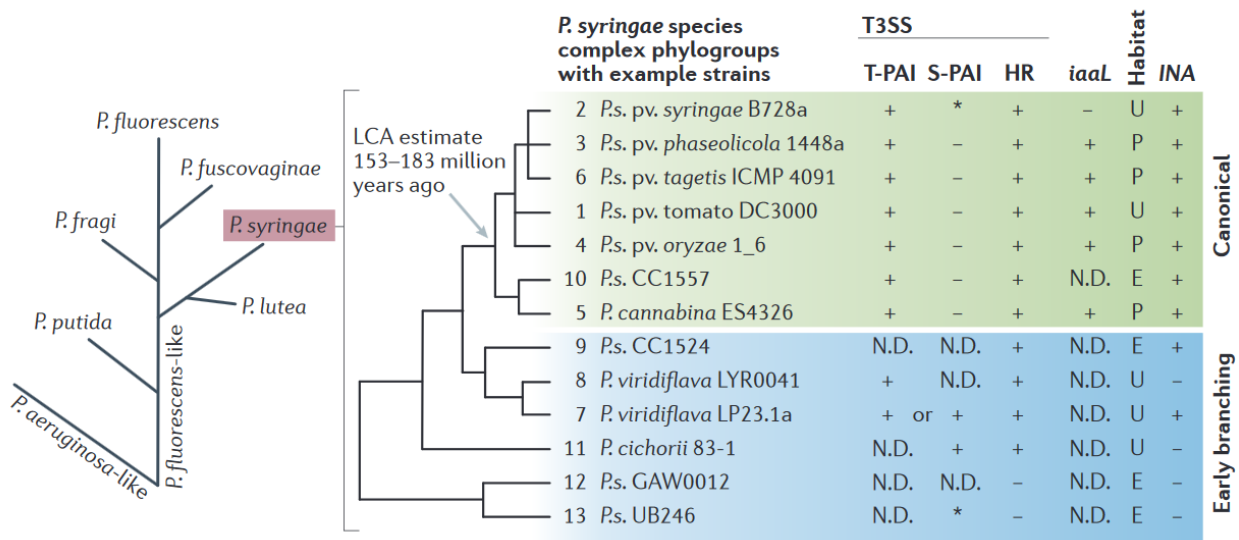 P. fluorescens
P. fuscovaginae
P. fragi
P. syringae
P. lutea
P. putida
P. fluorescens-like
P. aeruginosa-like
LCA estimate
153–183 million
years ago
P. syringae species
complex phylogroups
with example strains
T3SS
T-PAI S-PAI HR iaaL Habitat INA
2 P.s. pv. syringae B728a + * + – U +
3 P.s. pv. phaseolicola 1448a + – + + P +
6 P.s. pv. tagetis ICMP 4091 + – + + P +
1 P.s. pv. tomato DC3000 + – + + U +
4 P.s. pv. oryzae 1_6 + – + + P +
10 P.s. CC1557 + – + N.D. E +
5 P. cannabina ES4326 + – + + P +
Canonical
9 P.s. CC1524 N.D. N.D. + N.D. E +
8 P. viridiflava LYR0041 + N.D. + N.D. U –
7 P. viridiflava LP23.1a + or + + N.D. U +
11 P. cichorii 83-1 N.D. + + N.D. U –
12 P.s. GAW0012 N.D. N.D. – N.D. E –
13 P.s. UB246 N.D. * – N.D. E –
Early branching